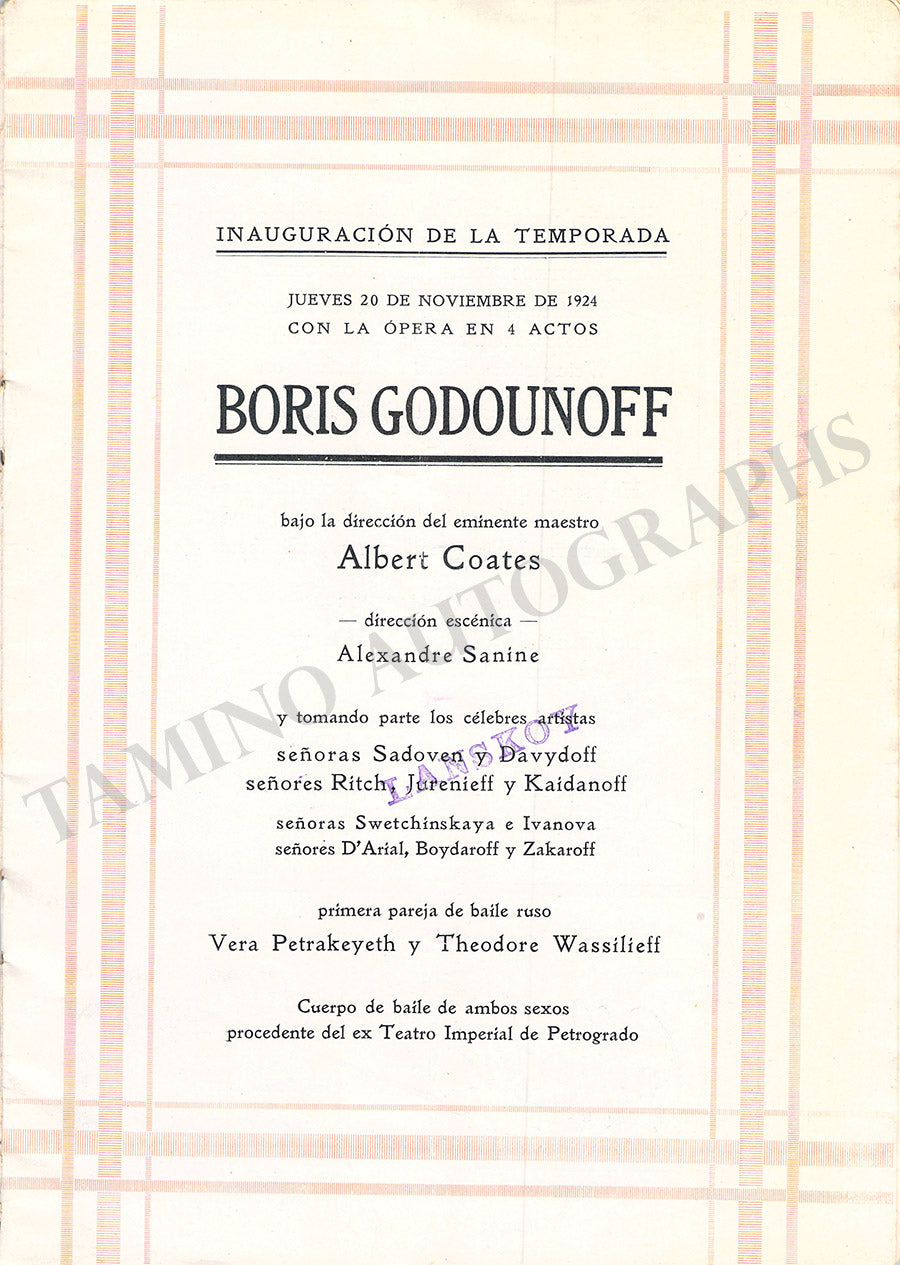 INAUGURACIÓN DE LA TEMPORADA
JUEVES 20 DE NOVIEMBRE DE 1924
CON LA ÓPERA EN 4 ACTOS
BORIS GODOUNOFF
bajo la dirección del eminente maestro
Albert Coates
— dirección escénica —
Alexandre Sanine
y tomando parte los célebres artistas
señoras Sadoven y Davydoff
señores Ritch, Jurenieff y Kaidanoff
LANSKOY
señoras Swetchinskaya e Ivanova
señores D'Arial, Boydaroff y Zakaroff
primera pareja de baile ruso
Vera Petrakeyeth y Theodore Wassilieff
Cuerpo de baile de ambos sexos
procedente del ex Teatro Imperial de Petrogrado
TAMINO AUTOGRAPHS